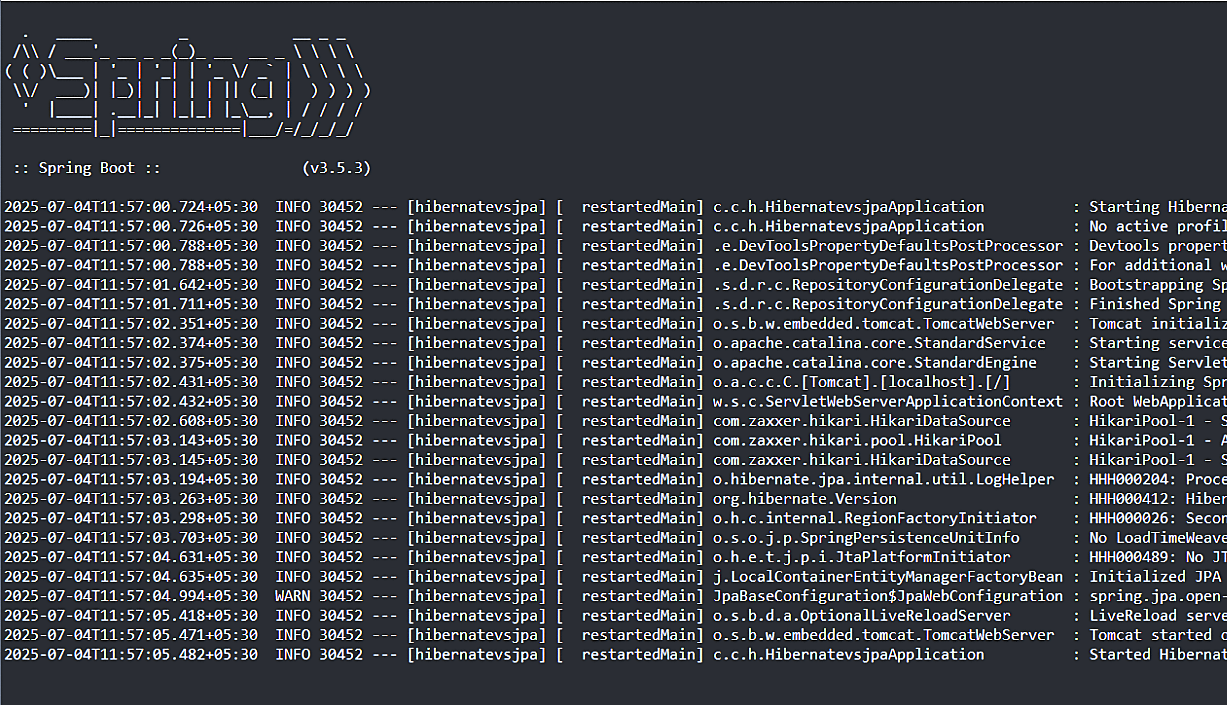 :: Spring Boot :: (v3.5.3)
2025-07-04T11:57:00.724+05:30 INFO 30452 --- [hibernatevsjpa] [ restartedMain] c.c.h.HibernatevsjpaApplication : Starting Hiberna
2025-07-04T11:57:00.726+05:30 INFO 30452 --- [hibernatevsjpa] [ restartedMain] c.c.h.HibernatevsjpaApplication : No active profil
2025-07-04T11:57:00.788+05:30 INFO 30452 --- [hibernatevsjpa] [ restartedMain] .e.DevToolsPropertyDefaultsPostProcessor : Devtools propert
2025-07-04T11:57:00.788+05:30 INFO 30452 --- [hibernatevsjpa] [ restartedMain] .e.DevToolsPropertyDefaultsPostProcessor : For additional w
2025-07-04T11:57:01.642+05:30 INFO 30452 --- [hibernatevsjpa] [ restartedMain] .s.d.r.c.RepositoryConfigurationDelegate : Bootstrapping Sp
2025-07-04T11:57:01.711+05:30 INFO 30452 --- [hibernatevsjpa] [ restartedMain] .s.d.r.c.RepositoryConfigurationDelegate : Finished Spring
2025-07-04T11:57:02.351+05:30 INFO 30452 --- [hibernatevsjpa] [ restartedMain] o.s.b.w.embedded.tomcat.TomcatWebServer : Tomcat initializ
2025-07-04T11:57:02.374+05:30 INFO 30452 --- [hibernatevsjpa] [ restartedMain] o.apache.catalina.core.StandardService : Starting service
2025-07-04T11:57:02.375+05:30 INFO 30452 --- [hibernatevsjpa] [ restartedMain] o.apache.catalina.core.StandardEngine : Starting Servlet
2025-07-04T11:57:02.431+05:30 INFO 30452 --- [hibernatevsjpa] [ restartedMain] o.a.c.c.C.[Tomcat].[localhost].[/] : Initializing Spr
2025-07-04T11:57:02.432+05:30 INFO 30452 --- [hibernatevsjpa] [ restartedMain] w.s.c.ServletWebServerApplicationContext : Root WebApplicat
2025-07-04T11:57:02.608+05:30 INFO 30452 --- [hibernatevsjpa] [ restartedMain] com.zaxxer.hikari.HikariDataSource : HikariPool-1 - S
2025-07-04T11:57:03.143+05:30 INFO 30452 --- [hibernatevsjpa] [ restartedMain] com.zaxxer.hikari.pool.HikariPool : HikariPool-1 - A
2025-07-04T11:57:03.145+05:30 INFO 30452 --- [hibernatevsjpa] [ restartedMain] com.zaxxer.hikari.HikariDataSource : HikariPool-1 - S
2025-07-04T11:57:03.194+05:30 INFO 30452 --- [hibernatevsjpa] [ restartedMain] o.hibernate.jpa.internal.util.LogHelper : HHH000204: Proce
2025-07-04T11:57:03.263+05:30 INFO 30452 --- [hibernatevsjpa] [ restartedMain] org.hibernate.Version : HHH000412: Hiber
2025-07-04T11:57:03.298+05:30 INFO 30452 --- [hibernatevsjpa] [ restartedMain] o.h.c.internal.RegionFactoryInitiator : HHH000026: Secon
2025-07-04T11:57:03.703+05:30 INFO 30452 --- [hibernatevsjpa] [ restartedMain] o.s.o.j.p.SpringPersistenceUnitInfo : No LoadTimeWeave
2025-07-04T11:57:04.631+05:30 INFO 30452 --- [hibernatevsjpa] [ restartedMain] o.h.e.t.j.p.i.JtaPlatformInitiator : HHH000489: No JT
2025-07-04T11:57:04.635+05:30 INFO 30452 --- [hibernatevsjpa] [ restartedMain] j.LocalContainerEntityManagerFactoryBean : Initialized JPA
2025-07-04T11:57:04.994+05:30 WARN 30452 --- [hibernatevsjpa] [ restartedMain] JpaBaseConfiguration$JpaWebConfiguration : spring.jpa.open-
2025-07-04T11:57:05.418+05:30 INFO 30452 --- [hibernatevsjpa] [ restartedMain] o.s.b.d.a.OptionalLiveReloadServer : LiveReload serve
2025-07-04T11:57:05.471+05:30 INFO 30452 --- [hibernatevsjpa] [ restartedMain] o.s.b.w.embedded.tomcat.TomcatWebServer : Tomcat started o
2025-07-04T11:57:05.482+05:30 INFO 30452 --- [hibernatevsjpa] [ restartedMain] c.c.h.HibernatevsjpaApplication : Started Hibernat